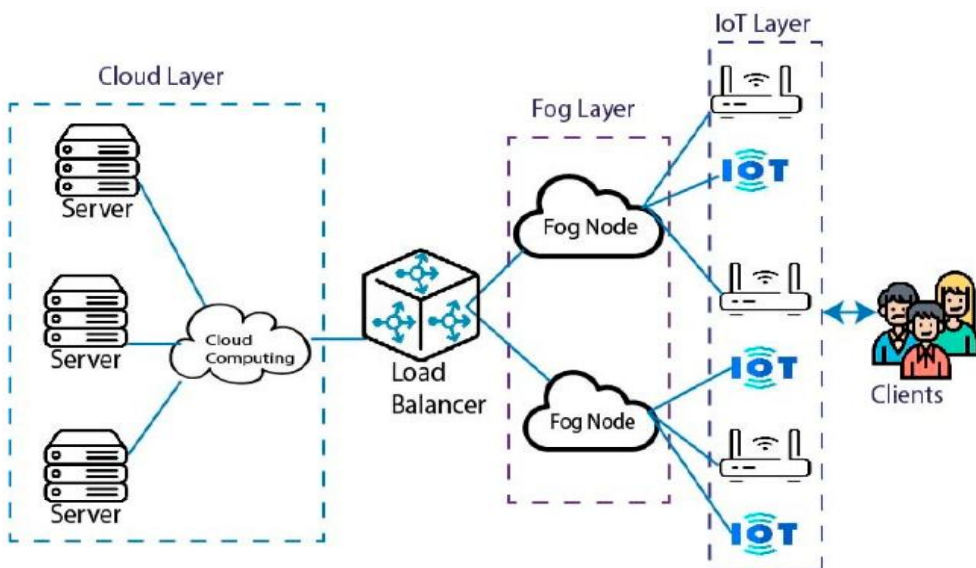 IoT Layer
Cloud Layer
Fog Layer
Server
IOT
Fog Node
Server
Cloud
Computing
Load
Balancer
IOT
Clients
Fog Node
Server
IOT